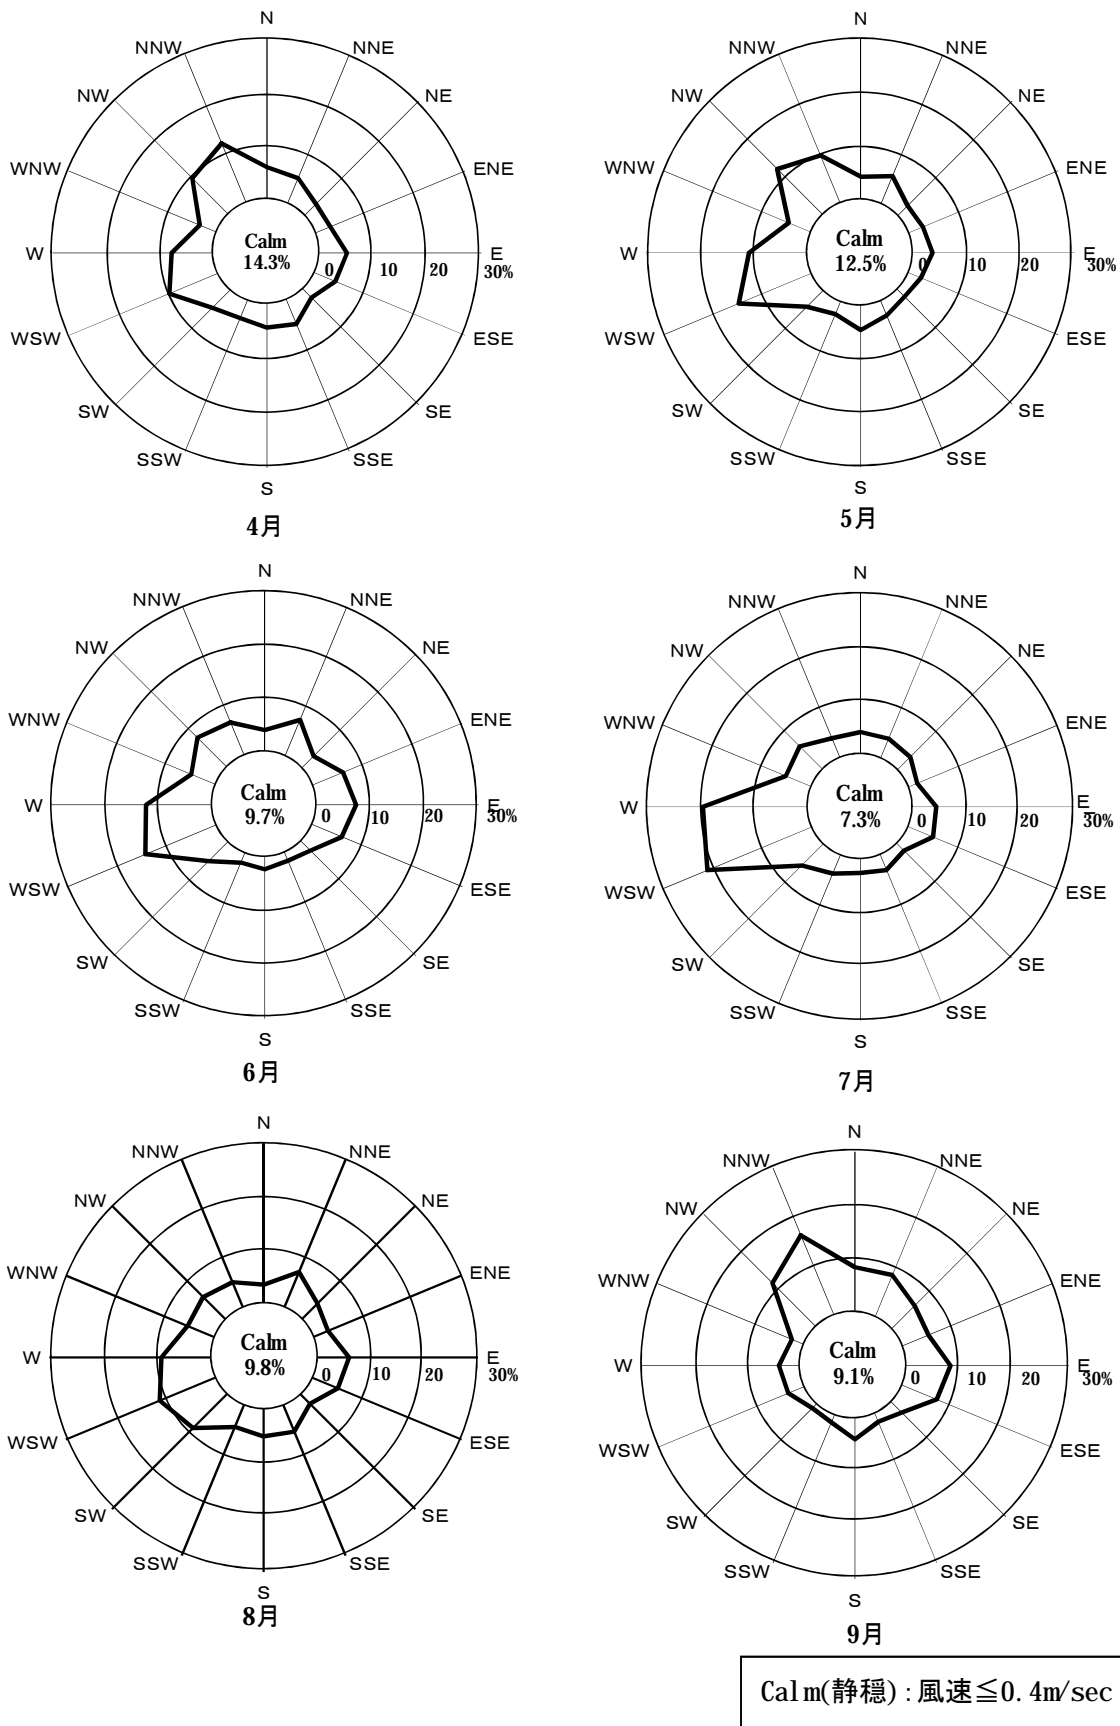 N
NNW
NNE
NW
NE
WNW
ENE
W
Calm
14.3%
0
10
20
E
30%
WSW
ESE
SW
SE
SSW
SSE
S
4月
N
NNW
NNE
NW
NE
WNW
ENE
W
Calm
12.5%
0
10
20
E
30%
WSW
ESE
SW
SE
SSW
SSE
S
5月
N
NNW
NNE
NW
NE
WNW
ENE
W
Calm
9.7%
0
10
20
E
30%
WSW
ESE
SW
SE
SSW
SSE
S
6月
N
NNW
NNE
NW
NE
WNW
ENE
W
Calm
7.3%
0
10
20
E
30%
WSW
ESE
SW
SE
SSW
SSE
S
7月
N
NNW
NNE
NW
NE
WNW
ENE
W
Calm
9.8%
0
10
20
E
30%
WSW
ESE
SW
SE
SSW
SSE
S
8月
N
NNW
NNE
NW
NE
WNW
ENE
W
Calm
9.1%
0
10
20
E
30%
WSW
ESE
SW
SE
SSW
SSE
S
9月
Calm(静穏):風速≦0.4m/sec